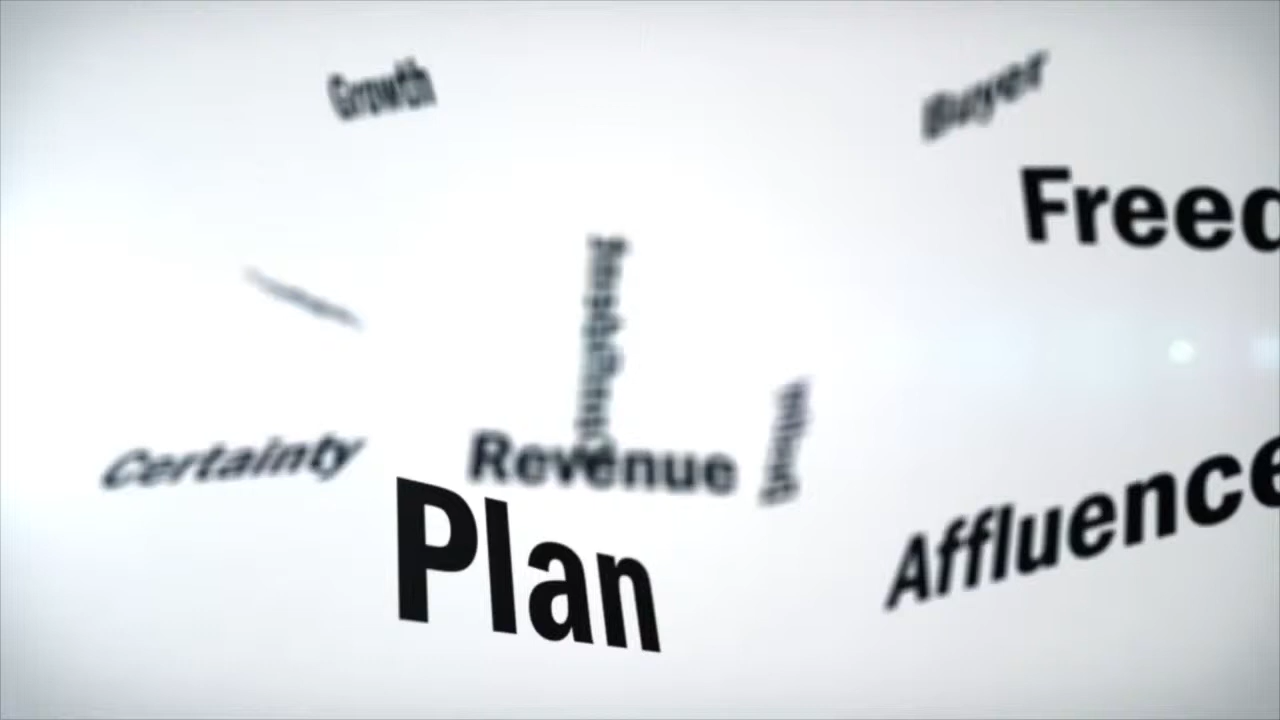 Growth
Buyer
Freed
Certainty
Revenue
Plan
Affluence